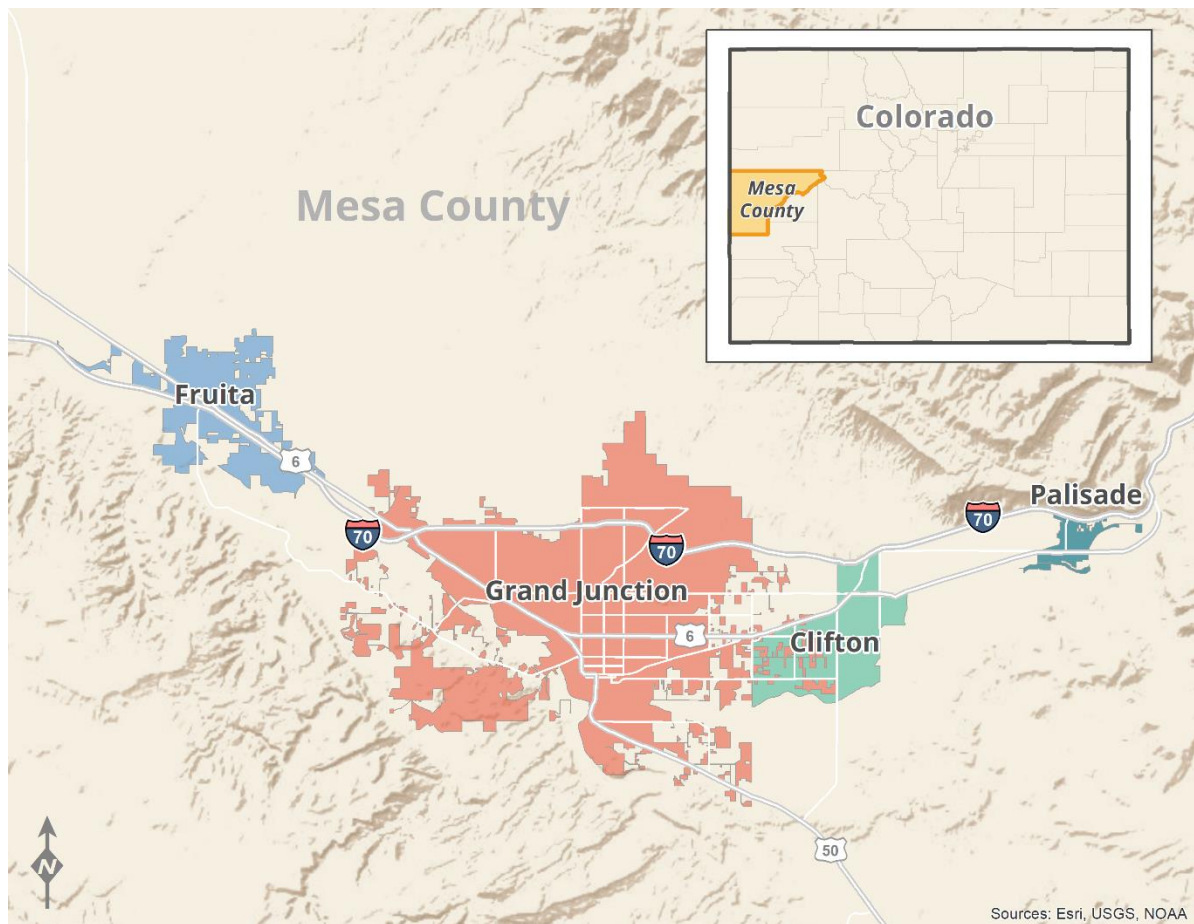 Colorado
Mesa
County
Mesa County
Fruita
6
70
Palisade
70
70
Grand Junction
6
Clifton
50
N
Sources: Esri, USGS, NOAA